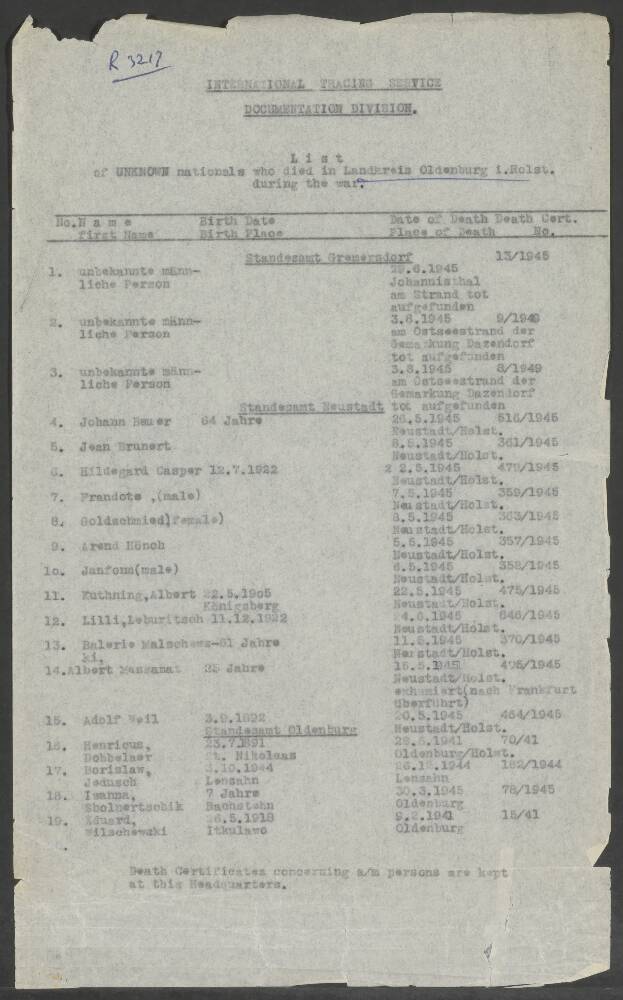 R 3217
INTERNATIONAL TRACING SERVICE
DOCUMENTATION DIVISION.
List
of UNKNOWN nationals who died in Landkreis Oldenburg i.Holst.
during the war.
No. Name Birth Date Date of Death Death Cert.
first Name Birth Place Place of Death No.
Standesamt Gremersdorf 13/1945
1. unbekannte männ- 29.6.1945
liche Person Johannisthal
am Strand tot
aufgefunden
2. unbekannte männ- 3.8.1945 9/1949
liche Person am Ostseestrand der
Gemarkung Dazendorf
tot aufgefunden
3. unbekannte männ- 3.8.1945 8/1949
liche Person am Ostseestrand der
Gemarkung Dazendorf
Standesamt Neustadt tot aufgefunden
4. Johann Bauer 64 Jahre 26.5.1945 516/1945
Neustadt/Holst.
5. Jean Brunert 8.5.1945 361/1945
Neustadt/Holst.
6. Hildegard Casper 12.7.1922 2 2.5.1945 479/1945
Neustadt/Holst.
7. Frandots ,(male) 7.5.1945 359/1945
Neustadt/Holst.
8. Goldschmied)female) 8.5.1945 363/1945
Neustadt/Holst.
9. Arend Hönch 5.5.1945 357/1945
Neustadt/Holst.
1o. Janfonn(male) 6.5.1945 358/1945
Neustadt/Holst.
11. Kuthning,Albert 22.5.19o5 22.5.1945 475/1945
Königsberg Neustadt/Holst.
12. Lilli,Leburitsch 11.12.1922 4.6.1945 646/1945
Neustadt/Holst.
13. Balerie Malschews-61 Jahre 11.5.1945 370/1945
ki, Neustadt/Holst.
14.Albert Massamat 25 Jahre 15.5.1945 495/1945
Neustadt/Holst.
exhumiert(nach Frankfurt
überführt)
15. Adolf Weil 3.9.1892 20.5.1945 464/1945
Standesamt Oldenburg Neustadt/Holst.
16. Henricus, 23.7.1891 29.6.1941 70/41
Dobbelaer St. Nikolaas Oldenburg/Holst.
17. Borislaw, 3.10.1944 1944 182/1944
Jedusch Lensahn Lensahn
18. Iwanna, 7 Jahre 30.3.1945 78/1945
Sbolnertschik Bachstehn Oldenburg
19. Eduard, 26.5.1918 9.2.1941 15/41
Wilschewski Itkulawo Oldenburg
Death Certificates concerning a/m persons are kept
at this Headquarters.